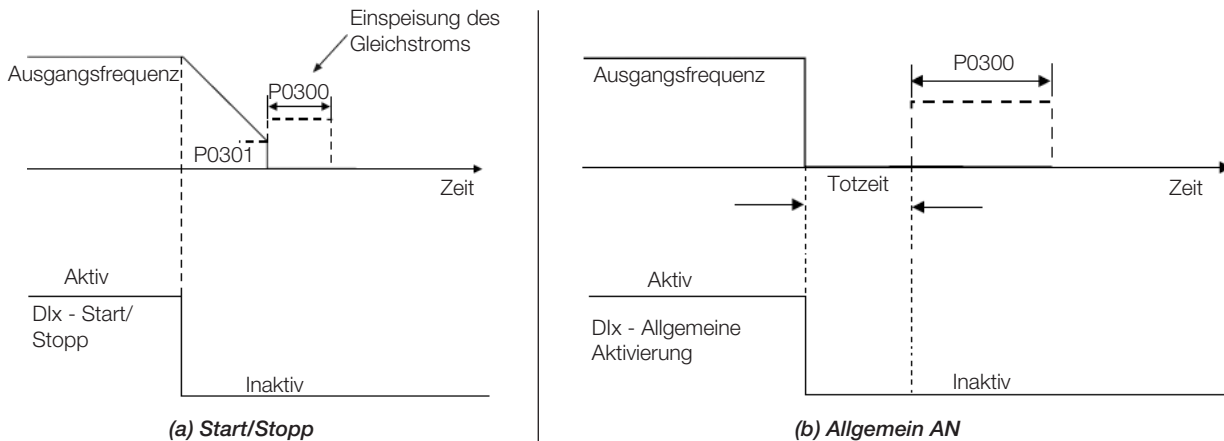 Einspeisung des
Gleichstroms
Ausgangsfrequenz
P0300
P0301
Zeit
Aktiv
DIx - Start/
Stopp
Inaktiv
(a) Start/Stopp
Ausgangsfrequenz
P0300
Totzeit
Zeit
Aktiv
DIx - Allgemeine
Aktivierung
Inaktiv
(b) Allgemein AN